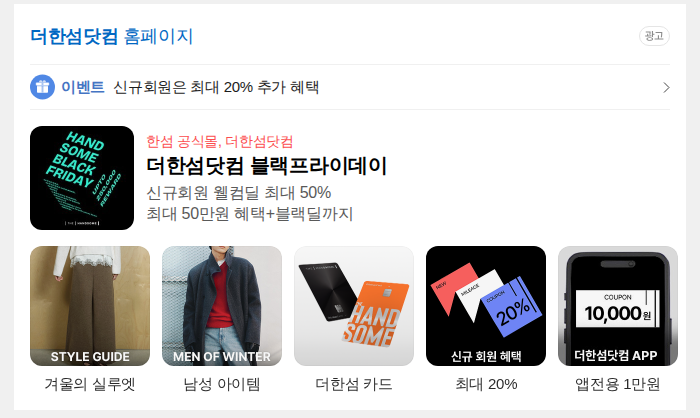 더한섬닷컴 홈페이지
광고
이벤트 신규회원은 최대 20% 추가 혜택
HAND
SOME
BLACK
FRIDAY
UPTO
REWARD
한섬 공식몰, 더한섬닷컴
더한섬닷컴 블랙프라이데이
신규회원 웰컴딜 최대 50%
최대 50만원 혜택+블랙딜까지
STYLE GUIDE
겨울의 실루엣
MEN OF WINTER
남성 아이템
HAND
SOME
더한섬 카드
NEW
MILEAGE
COUPON
20%
신규 회원 혜택
최대 20%
COUPON
10,000원
더한섬닷컴 APP
앱전용 1만원